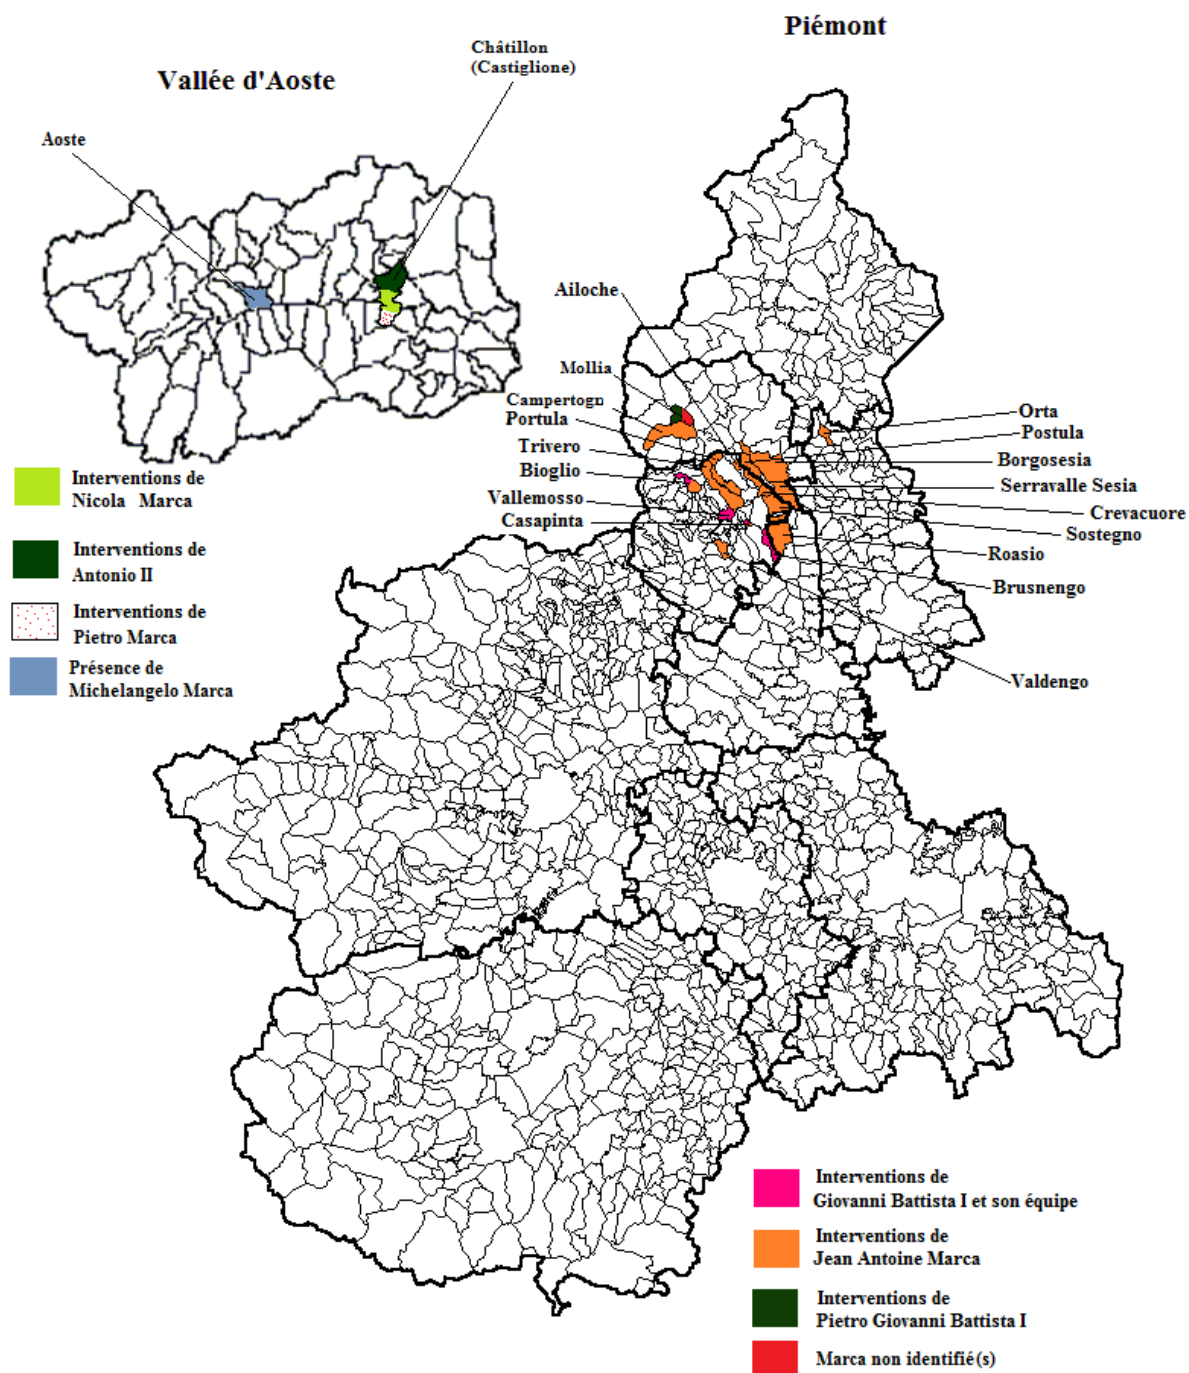 Piémont
Châtillon
(Castiglione)
Vallée d'Aoste
Aoste
Ailoche
Mollia
Campertogn
Portula
Trivero
Bioglio
Vallemosso
Casapinta
Orta
Postula
Borgosesia
Serravalle Sesia
Crevacuore
Sostegno
Roasio
Brusnengo
Valdengo
Interventions de
Nicola Marca
Interventions de
Antonio II
Interventions de
Pietro Marca
Présence de
Michelangelo Marca
Interventions de
Giovanni Battista I et son équipe
Interventions de
Jean Antoine Marca
Interventions de
Pietro Giovanni Battista I
Marca non identifié(s)